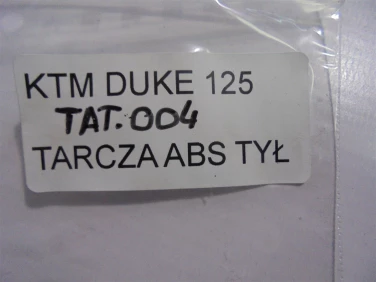 KTM DUKE 125
TAT.004
TARCZA ABS TYŁ